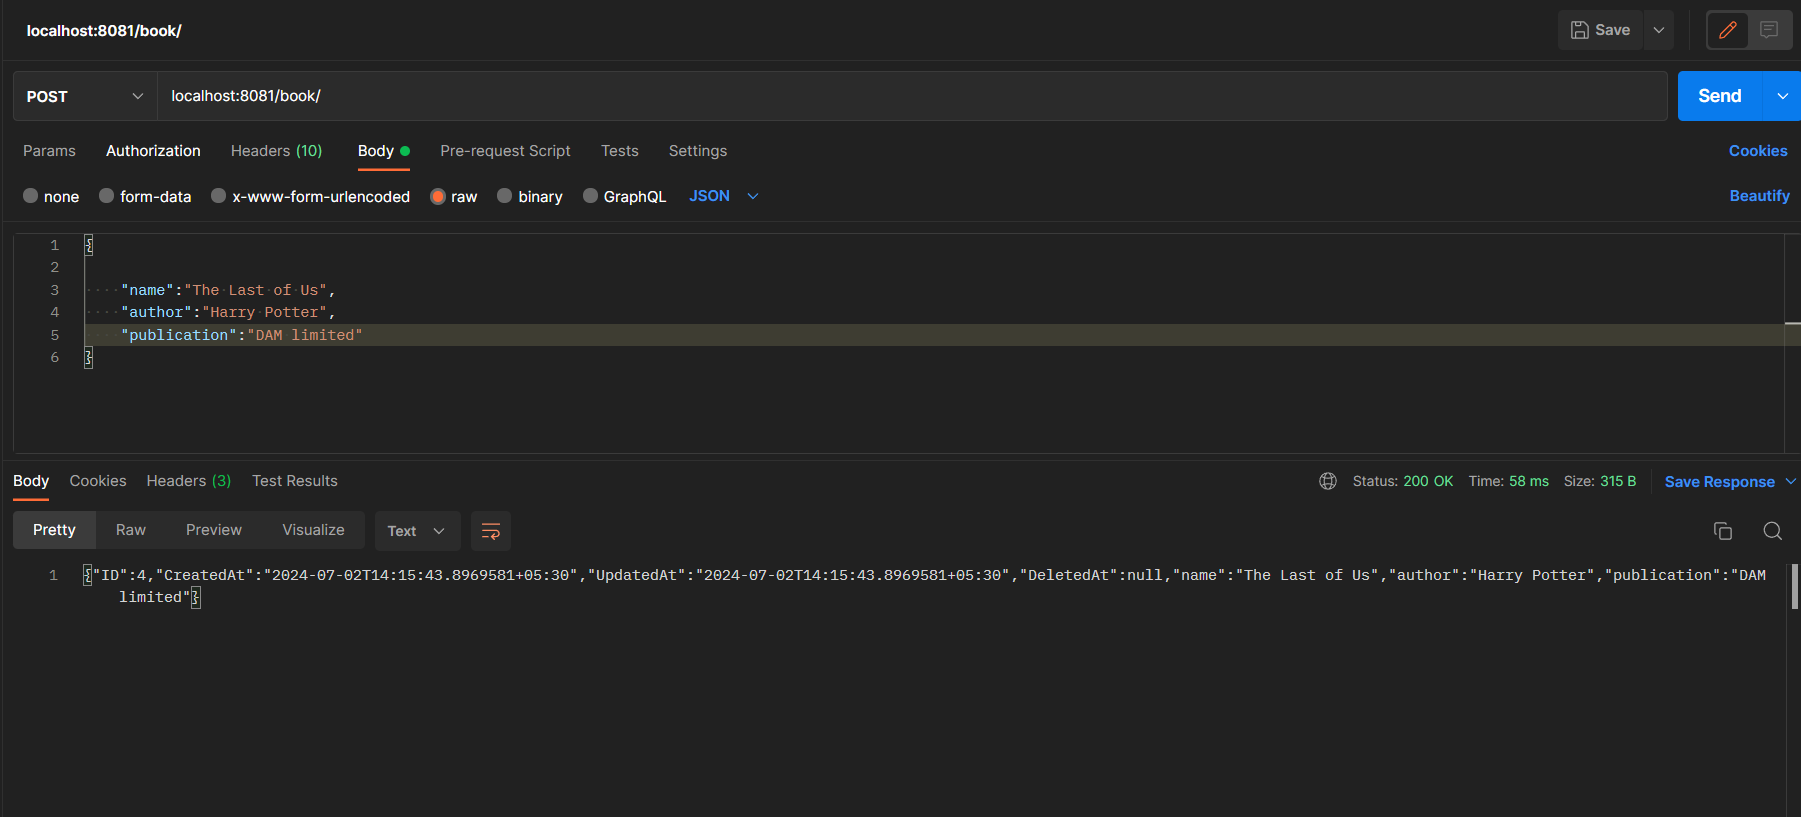 localhost:8081/book/
Save
POST
localhost:8081/book/
Send
Params Authorization Headers (10) Body Pre-request Script Tests Settings Cookies
none form-data x-www-form-urlencoded raw binary GraphQL JSON Beautify
1 {
2
3 "name":"The Last of Us",
4 "author":"Harry Potter",
5 "publication":"DAM limited"
6 }
Body Cookies Headers (3) Test Results Status: 200 OK Time: 58 ms Size: 315 B Save Response
Pretty Raw Preview Visualize Text
1 {"ID":4,"CreatedAt":"2024-07-02T14:15:43.8969581+05:30","UpdatedAt":"2024-07-02T14:15:43.8969581+05:30","DeletedAt":null,"name":"The Last of Us","author":"Harry Potter","publication":"DAM
limited"}